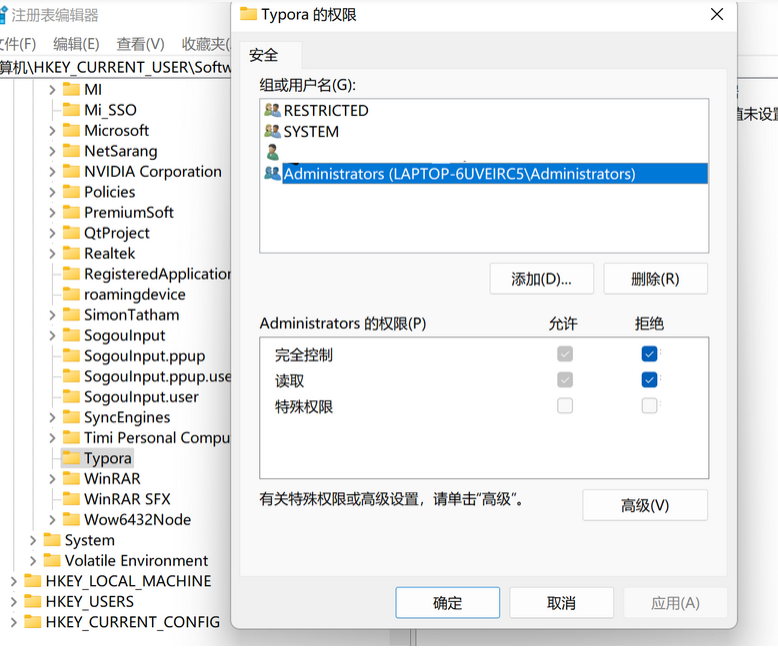 注册表编辑器
文件(F) 编辑(E) 查看(V) 收藏夹(
算机\HKEY_CURRENT_USER\Softw
MI
Mi_SSO
Microsoft
NetSarang
NVIDIA Corporation
Policies
PremiumSoft
QtProject
Realtek
RegisteredApplication
roamingdevice
SimonTatham
SogouInput
SogouInput.ppup
SogouInput.ppup.use
SogouInput.user
SyncEngines
Timi Personal Compu
Typora
WinRAR
WinRAR SFX
Wow6432Node
System
Volatile Environment
HKEY_LOCAL_MACHINE
HKEY_USERS
HKEY_CURRENT_CONFIG
Typora 的权限
安全
组或用户名(G):
RESTRICTED
SYSTEM
Administrators (LAPTOP-6UVEIRC5\Administrators)
添加(D)... 删除(R)
Administrators 的权限(P) 允许 拒绝
完全控制
读取
特殊权限
有关特殊权限或高级设置，请单击“高级”。
高级(V)
确定 取消 应用(A)
值未设置